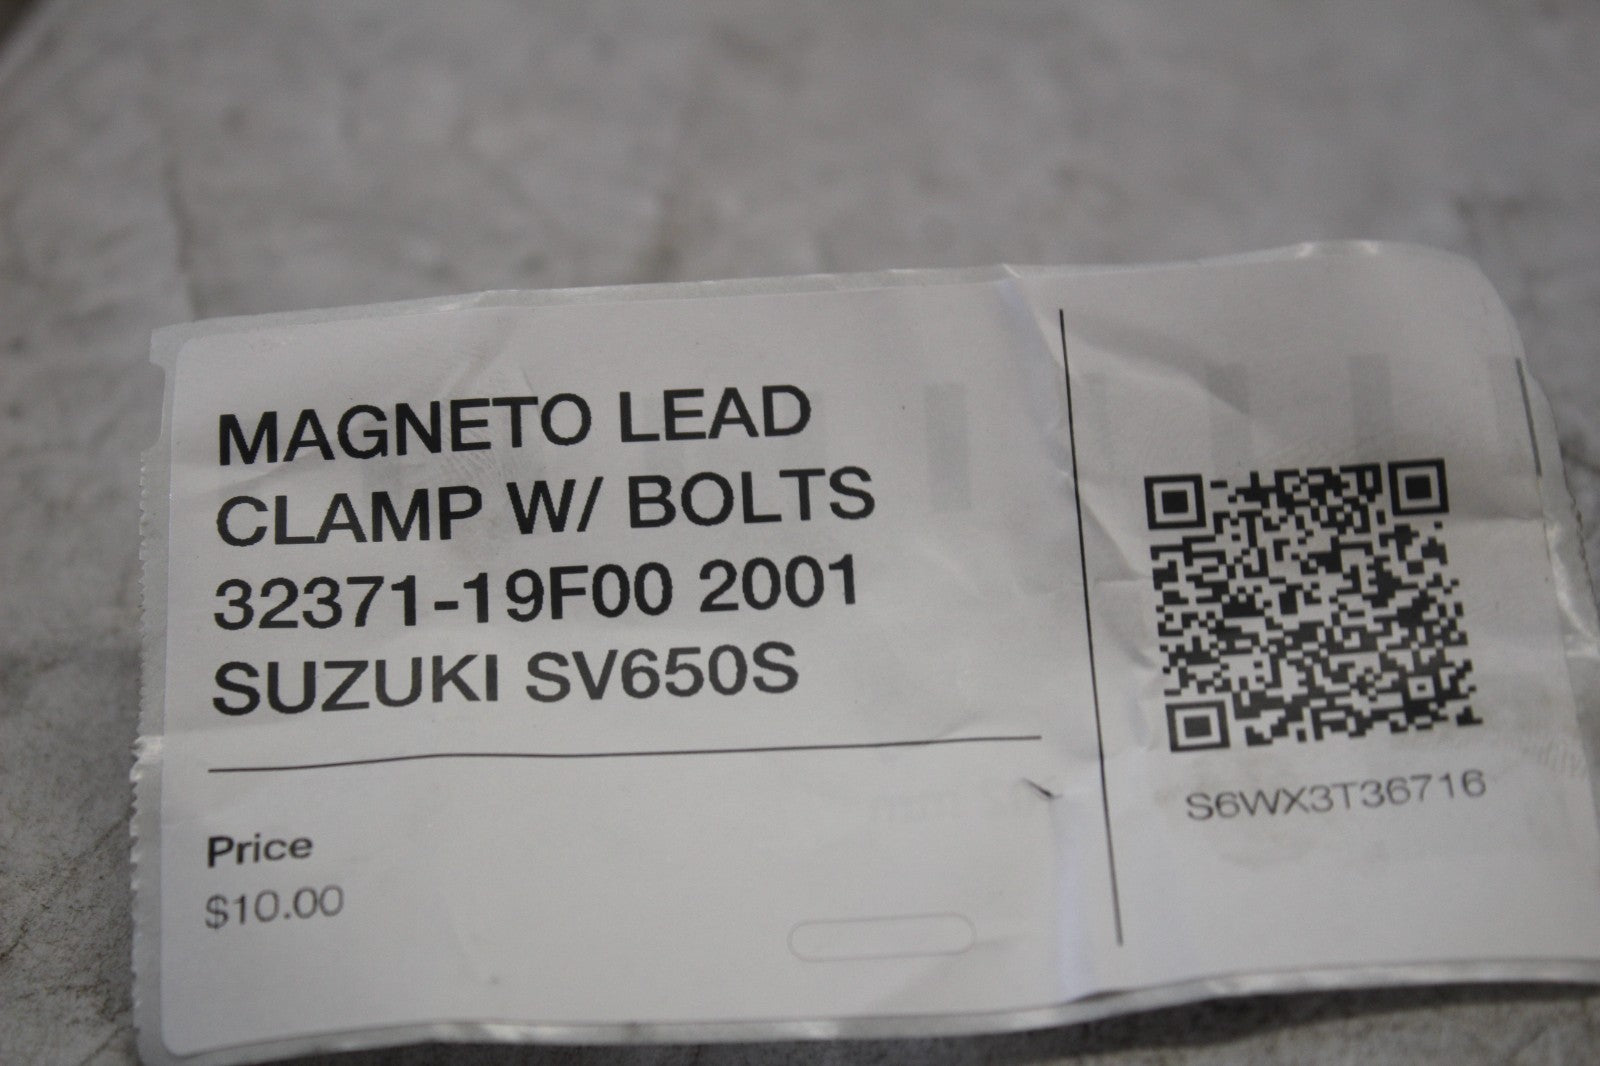 MAGNETO LEAD
CLAMP W/ BOLTS
32371-19F00 2001
SUZUKI SV650S
Price
$10.00
S6WX3T36716